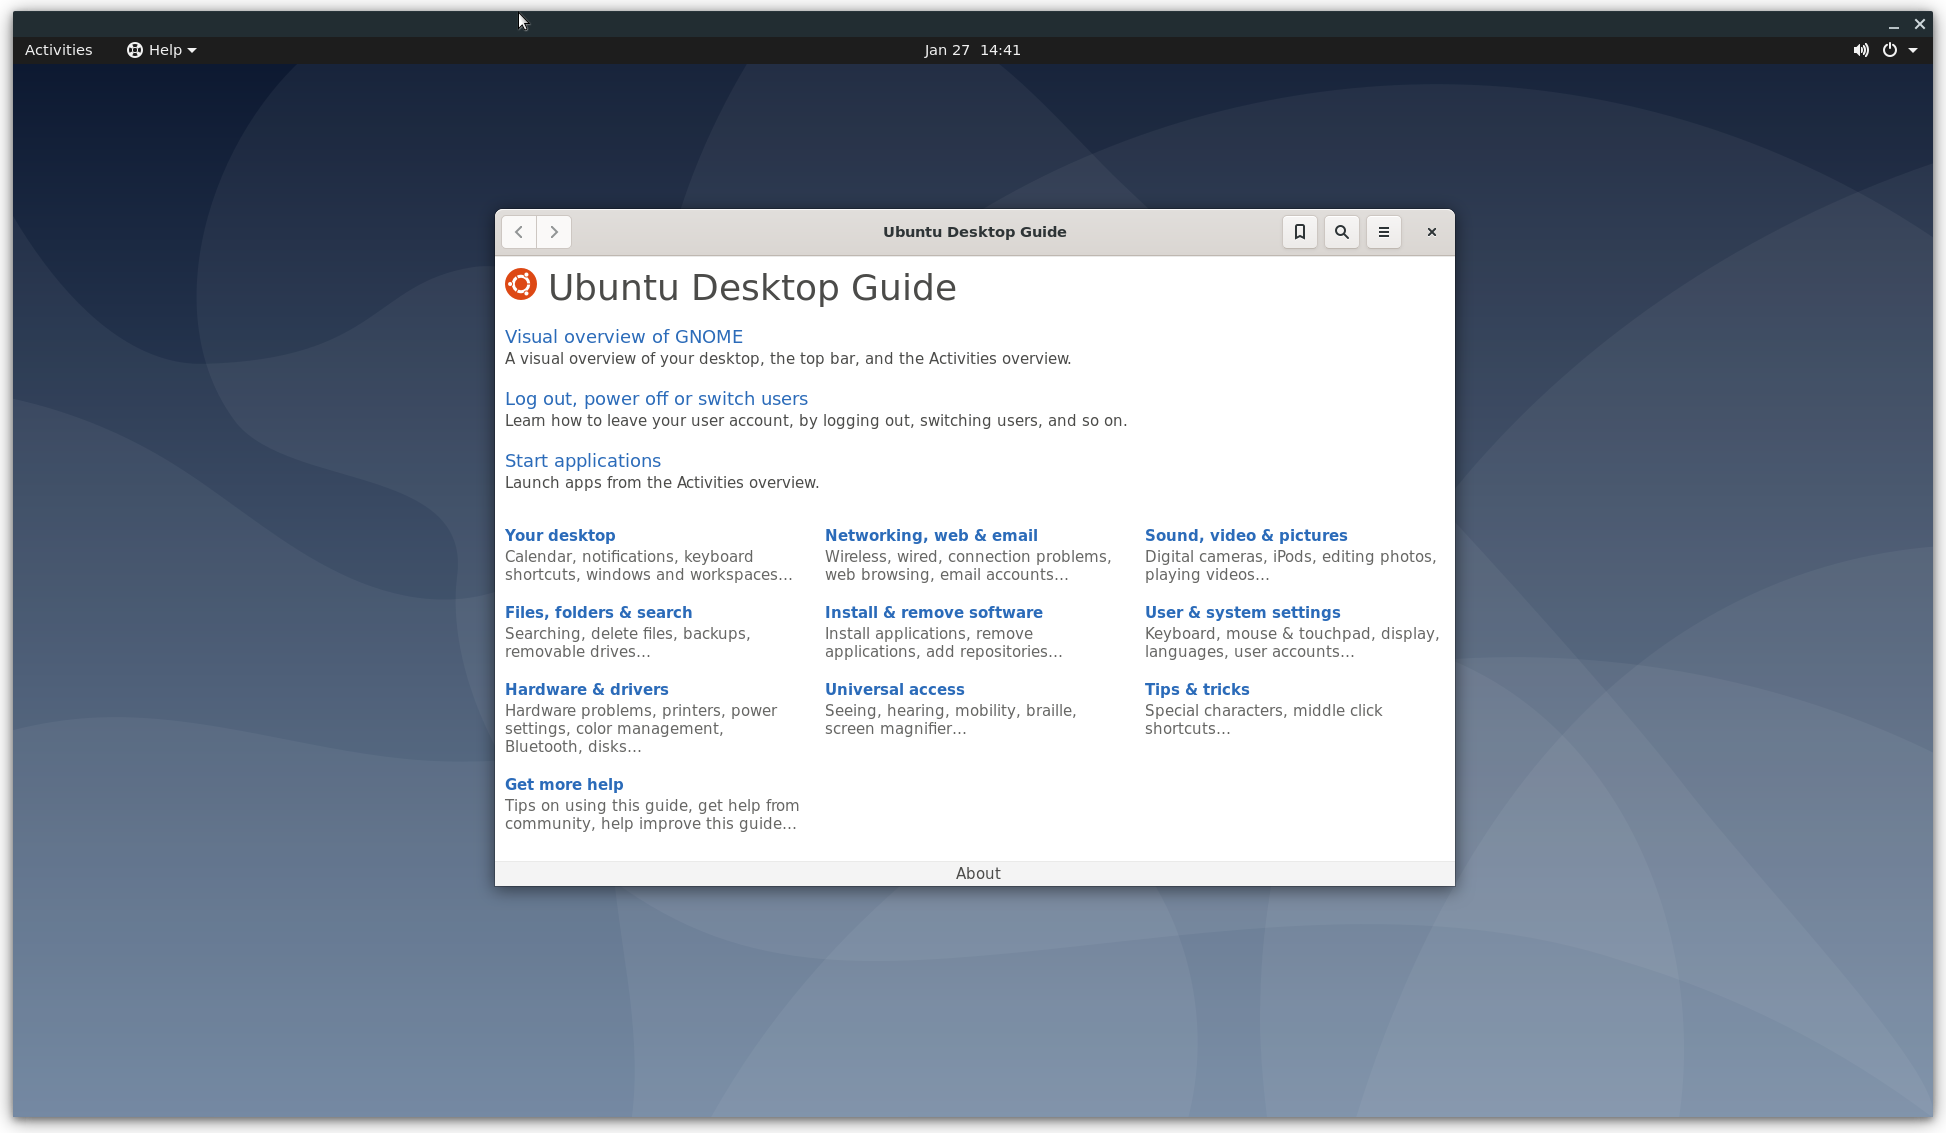 Activities Help Jan 27 14:41
Ubuntu Desktop Guide
Ubuntu Desktop Guide
Visual overview of GNOME
A visual overview of your desktop, the top bar, and the Activities overview.
Log out, power off or switch users
Learn how to leave your user account, by logging out, switching users, and so on.
Start applications
Launch apps from the Activities overview.
Your desktop
Calendar, notifications, keyboard
shortcuts, windows and workspaces…
Networking, web & email
Wireless, wired, connection problems,
web browsing, email accounts…
Sound, video & pictures
Digital cameras, iPods, editing photos,
playing videos…
Files, folders & search
Searching, delete files, backups,
removable drives…
Install & remove software
Install applications, remove
applications, add repositories…
User & system settings
Keyboard, mouse & touchpad, display,
languages, user accounts…
Hardware & drivers
Hardware problems, printers, power
settings, color management,
Bluetooth, disks…
Universal access
Seeing, hearing, mobility, braille,
screen magnifier…
Tips & tricks
Special characters, middle click
shortcuts…
Get more help
Tips on using this guide, get help from
community, help improve this guide…
About